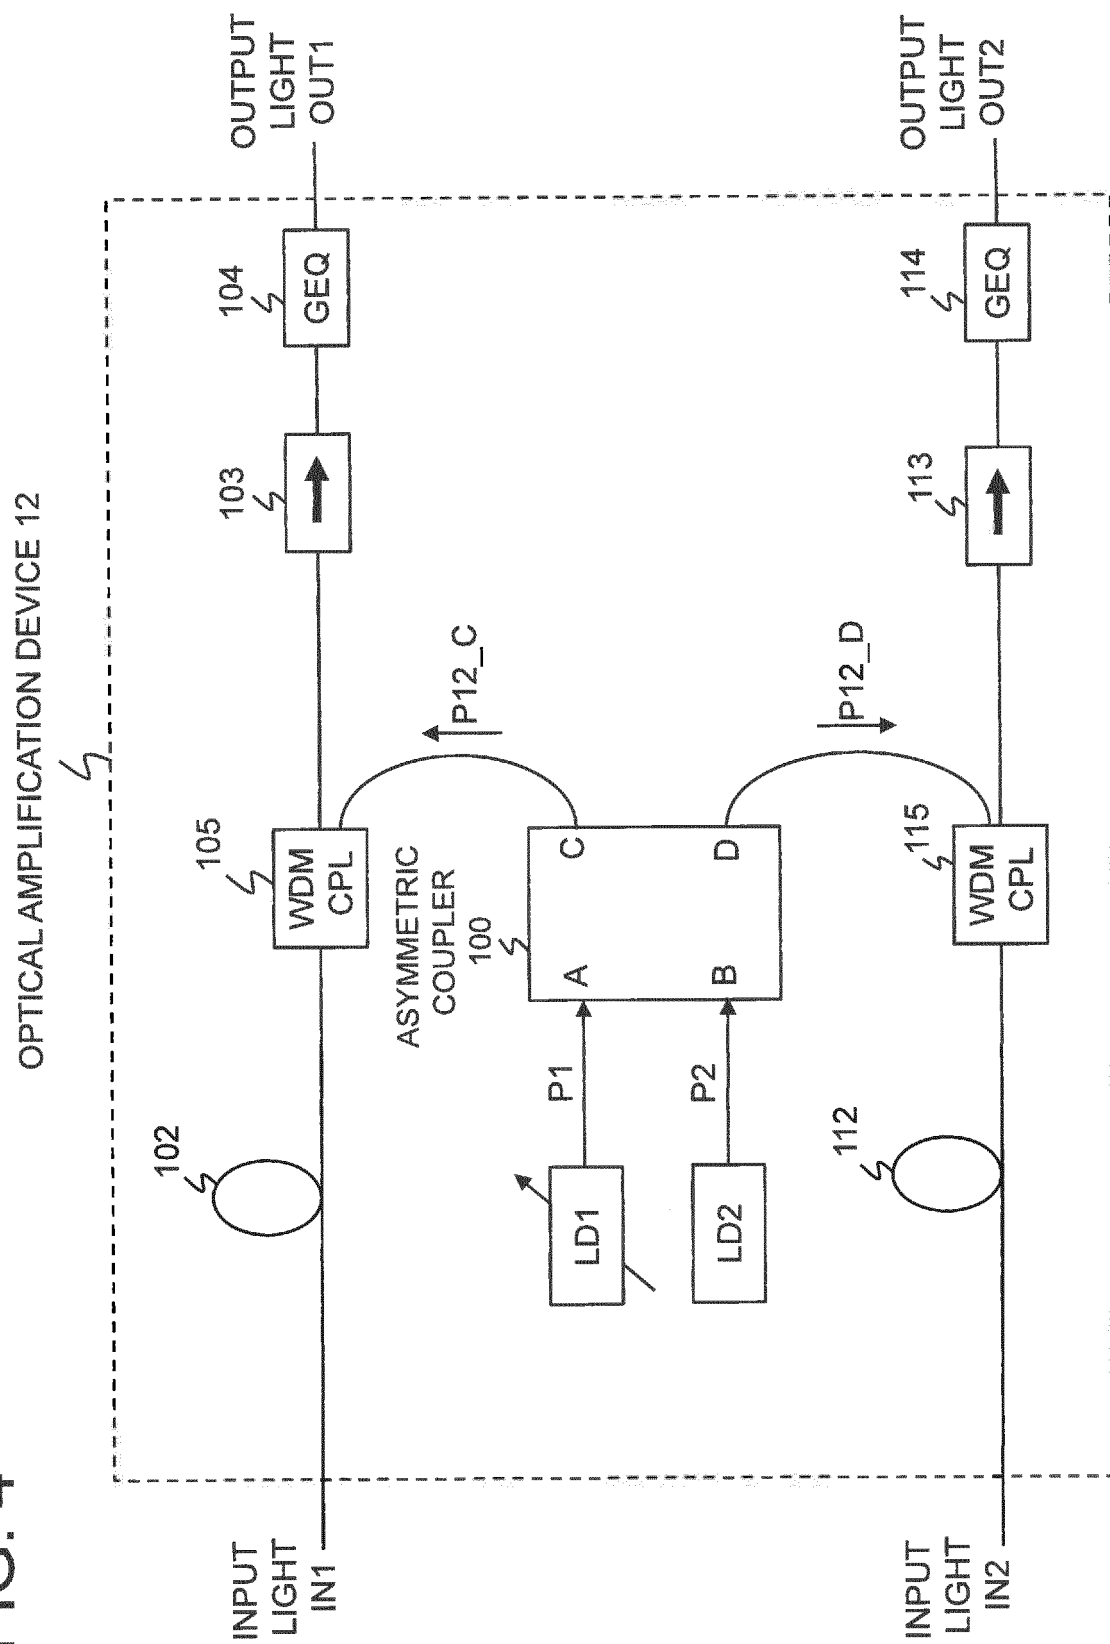 OPTICAL AMPLIFICATION DEVICE 12
INPUT
LIGHT
IN1
102
105
WDM
CPL
103
104
GEQ
OUTPUT
LIGHT
OUT1
ASYMMETRIC
COUPLER
100
P12_C
LD1
P1
A
C
LD2
P2
B
D
P12_D
INPUT
LIGHT
IN2
112
115
WDM
CPL
113
114
GEQ
OUTPUT
LIGHT
OUT2